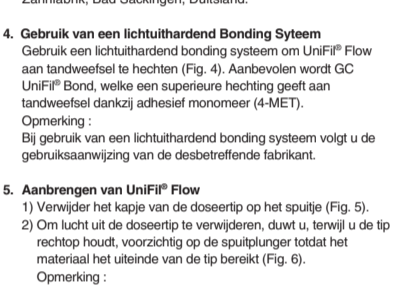 Zahnfabrik, Bad Säckingen, Duitsland.
4. Gebruik van een lichtuithardend Bonding Syteem
Gebruik een lichtuithardend bonding systeem om UniFil® Flow
aan tandweefsel te hechten (Fig. 4). Aanbevolen wordt GC
UniFil® Bond, welke een superieure hechting geeft aan
tandweefsel dankzij adhesief monomeer (4-MET).
Opmerking :
Bij gebruik van een lichtuithardend bonding systeem volgt u de
gebruiksaanwijzing van de desbetreffende fabrikant.
5. Aanbrengen van UniFil® Flow
1) Verwijder het kapje van de doseertip op het spuitje (Fig. 5).
2) Om lucht uit de doseertip te verwijderen, duwt u, terwijl u de tip
rechtop houdt, voorzichtig op de spuitplunger totdat het
materiaal het uiteinde van de tip bereikt (Fig. 6).
Opmerking :